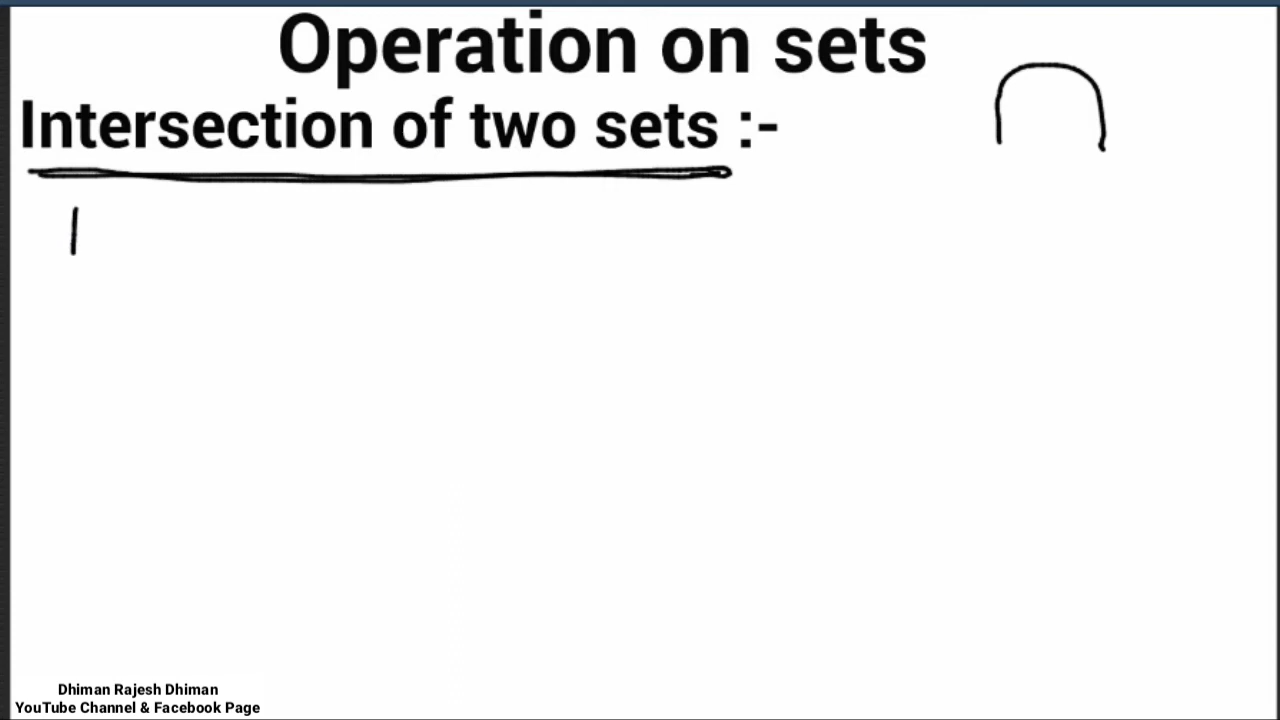 Operation on sets
Intersection of two sets :-
∩
Dhiman Rajesh Dhiman
YouTube Channel & Facebook Page